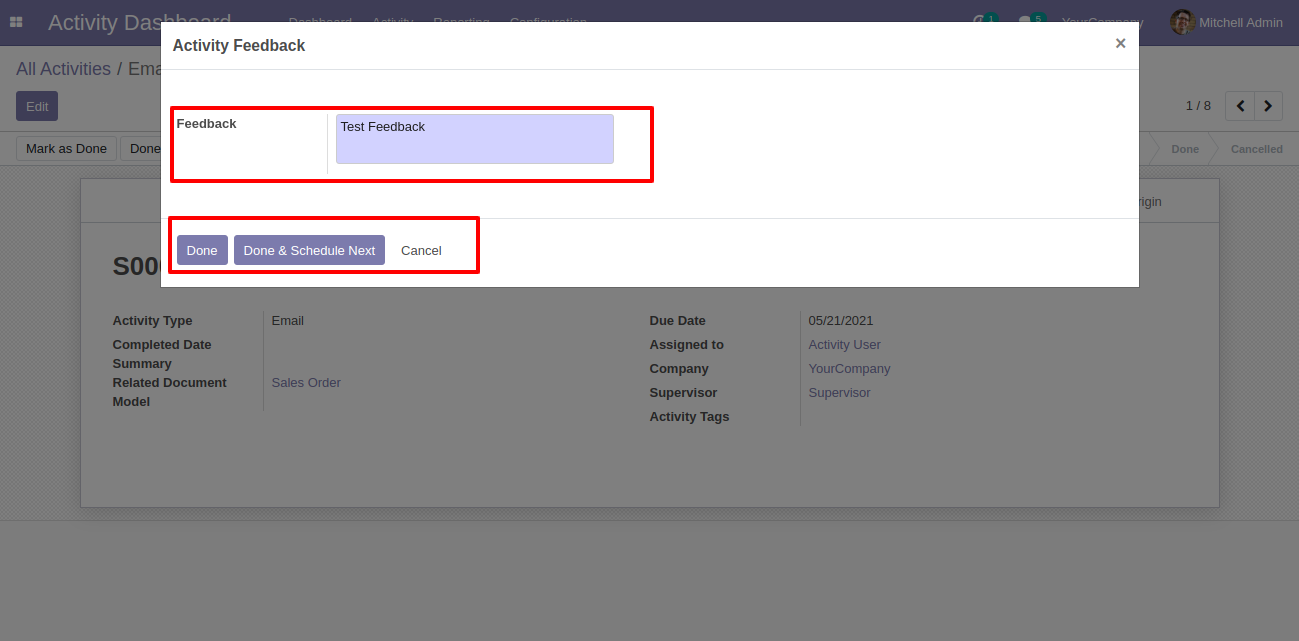 Activity Dashboard
Dashboard Activity Reporting Configuration
1 5 YourCompany Mitchell Admin
Activity Feedback ×
All Activities /
Edit
1 / 8
Feedback
Test Feedback
Mark as Done
Done
Done Cancelled
Done
Done & Schedule Next
Cancel
Activity Type Email
Completed Date
Summary
Related Document Model Sales Order
Due Date 05/21/2021
Assigned to Activity User
Company YourCompany
Supervisor Supervisor
Activity Tags